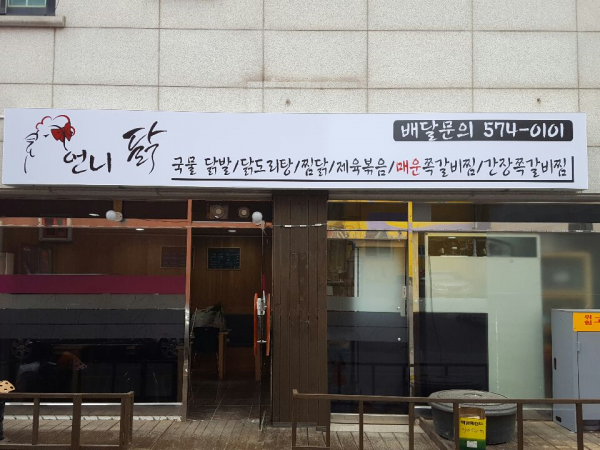 언니 닭
배달문의 574-0101
국물 닭발/닭도리탕/찜닭/제육볶음/매운쪽갈비찜/간장쪽갈비찜